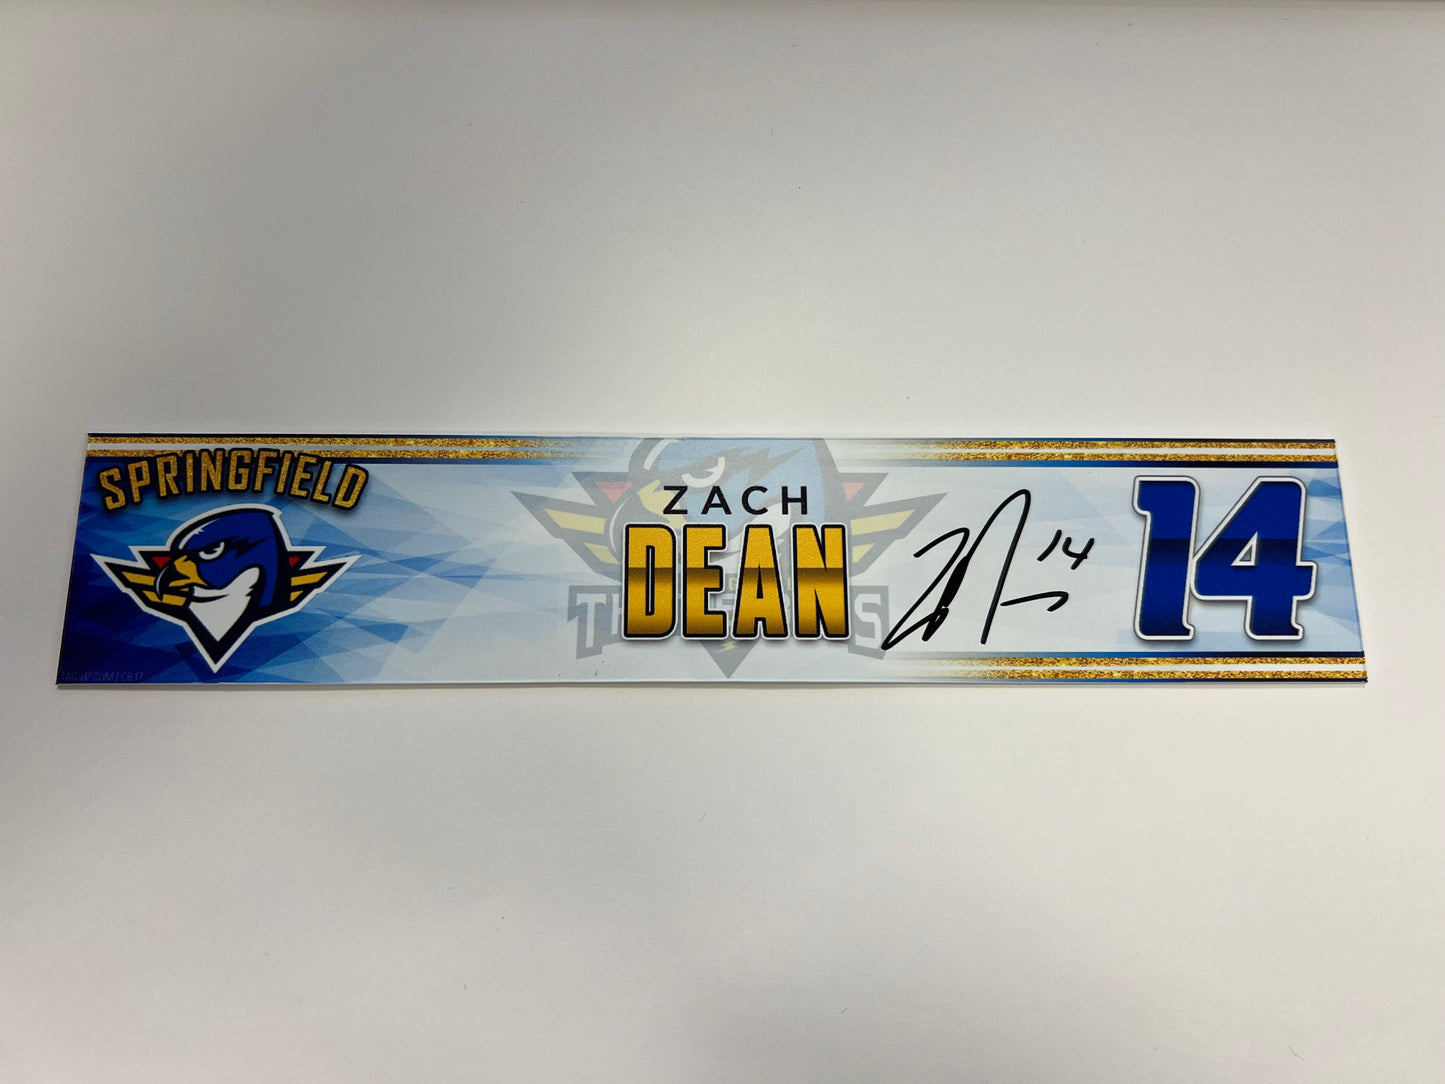 SPRINGFIELD
ZACH
DEAN
14
14